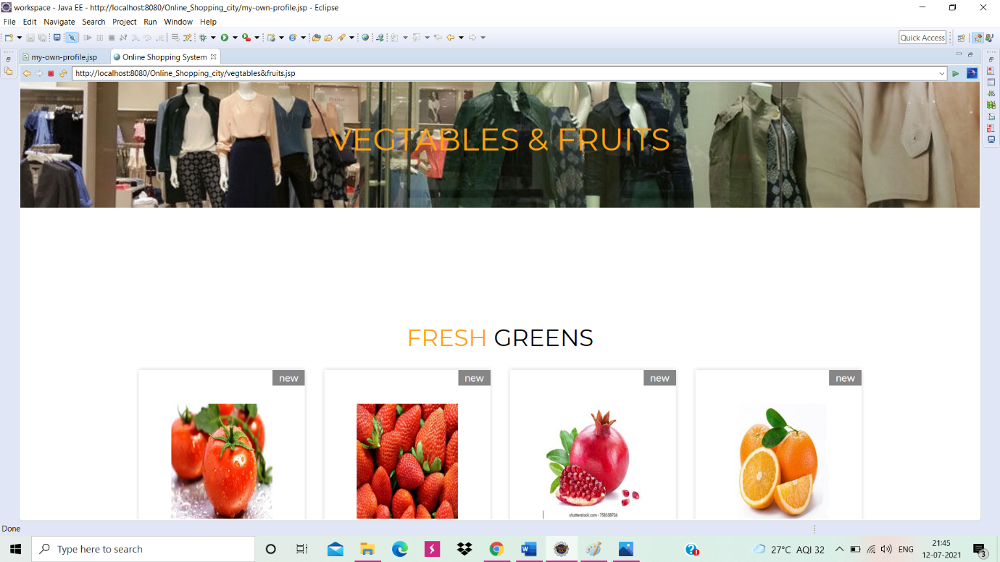 workspace - Java EE - http://localhost:8080/Online_Shopping_city/my-own-profile.jsp - Eclipse
File Edit Navigate Search Project Run Window Help
Quick Access
my-own-profile.jsp Online Shopping System
http://localhost:8080/Online_Shopping_city/vegtables&fruits.jsp
VEGTABLES & FRUITS
FRESH GREENS
new new new new
shutterstock.com · 758338726
Done
Type here to search
27°C AQI 32 ENG 21:45
12-07-2021
3